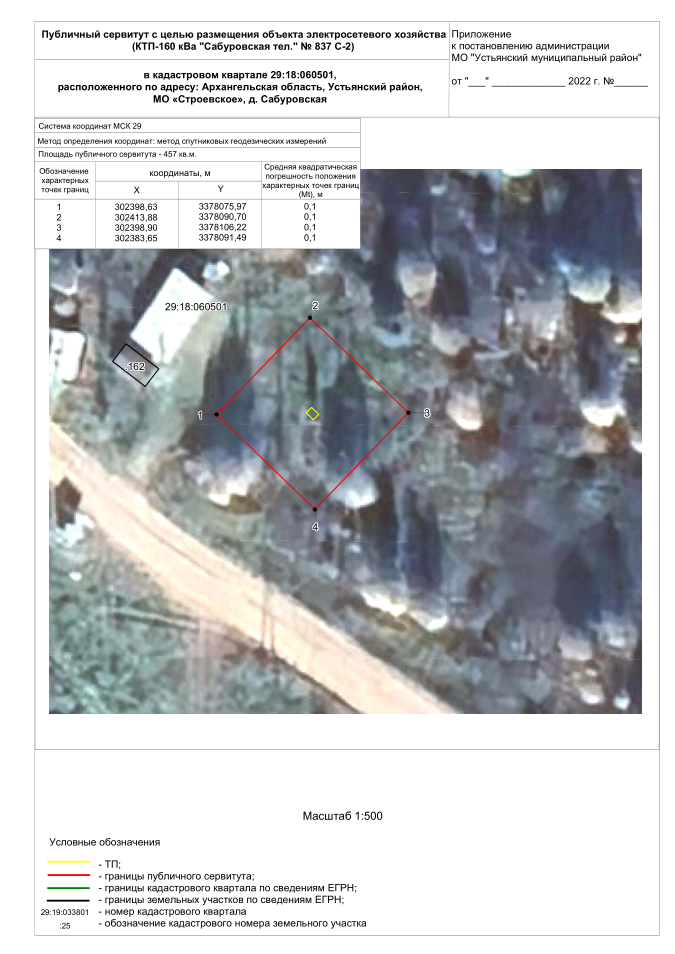 Публичный сервитут с целью размещения объекта электросетевого хозяйства
(КТП-160 кВа "Сабуровская тел." № 837 С-2)
в кадастровом квартале 29:18:060501,
расположенного по адресу: Архангельская область, Устьянский район,
МО «Строевское», д. Сабуровская
Приложение
к постановлению администрации
МО "Устьянский муниципальный район"
от "___" _____________ 2022 г. №______
Система координат МСК 29
Метод определения координат: метод спутниковых геодезических измерений
Площадь публичного сервитута - 457 кв.м.
Обозначение характерных точек границ
координаты, м
X
Y
Средняя квадратическая погрешность положения характерных точек границ (Mt), м
1 302398,63 3378075,97 0,1
2 302413,88 3378090,70 0,1
3 302398,90 3378106,22 0,1
4 302383,65 3378091,49 0,1
29:18:060501
2
:162
1
3
4
Масштаб 1:500
Условные обозначения
- ТП;
- границы публичного сервитута;
- границы кадастрового квартала по сведениям ЕГРН;
- границы земельных участков по сведениям ЕГРН;
29:19:033801 - номер кадастрового квартала
:25 - обозначение кадастрового номера земельного участка